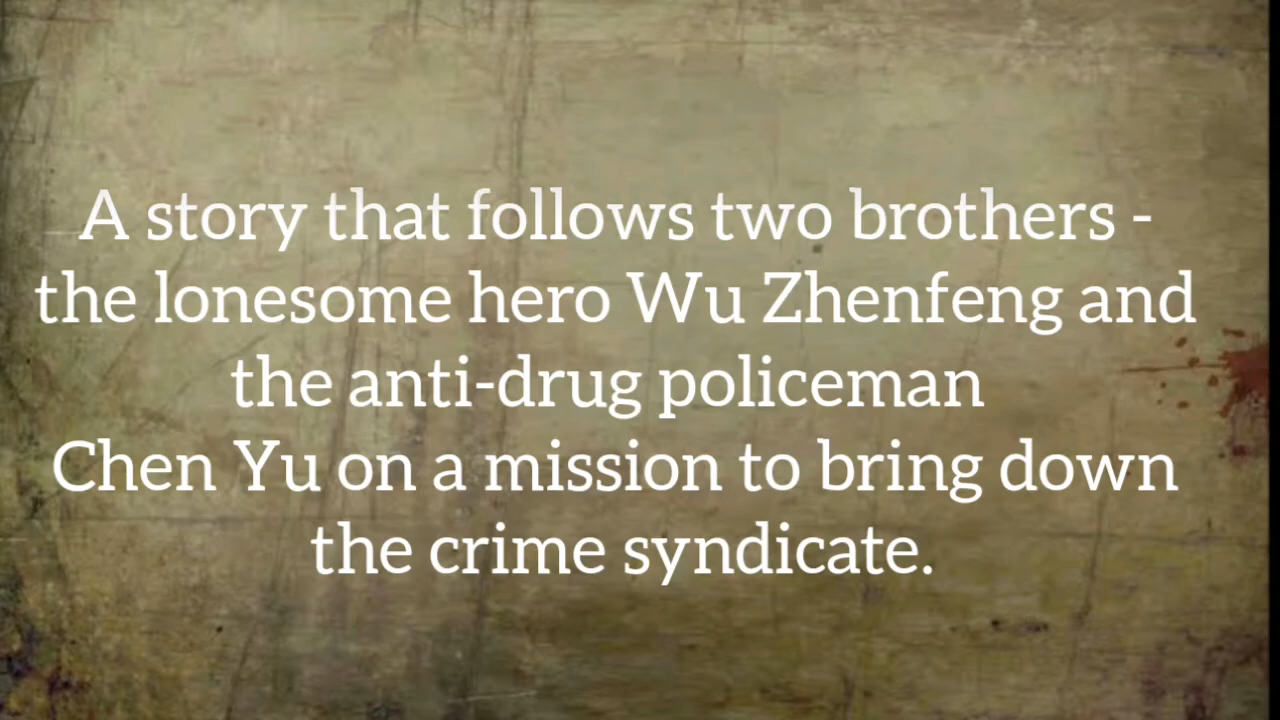 A story that follows two brothers -
the lonesome hero Wu Zhenfeng and
the anti-drug policeman
Chen Yu on a mission to bring down
the crime syndicate.